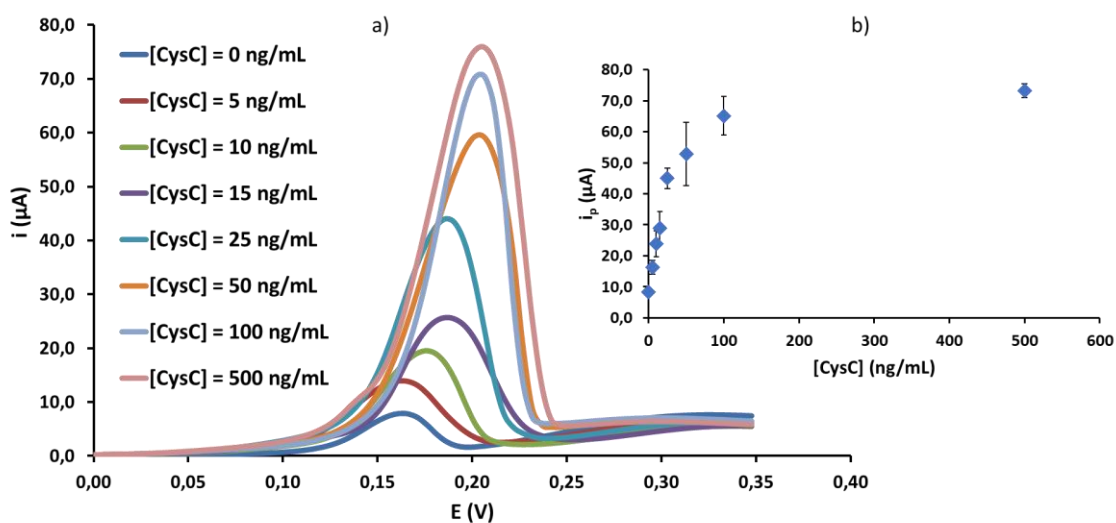 a)
80,0
70,0
60,0
50,0
40,0
30,0
20,0
10,0
0,0
i (µA)
[CysC] = 0 ng/mL
[CysC] = 5 ng/mL
[CysC] = 10 ng/mL
[CysC] = 15 ng/mL
[CysC] = 25 ng/mL
[CysC] = 50 ng/mL
[CysC] = 100 ng/mL
[CysC] = 500 ng/mL
0,00 0,05 0,10 0,15 0,20 0,25 0,30 0,35 0,40
E (V)
b)
80,0
70,0
60,0
50,0
40,0
30,0
20,0
10,0
0,0
ip (µA)
0 100 200 300 400 500 600
[CysC] (ng/mL)